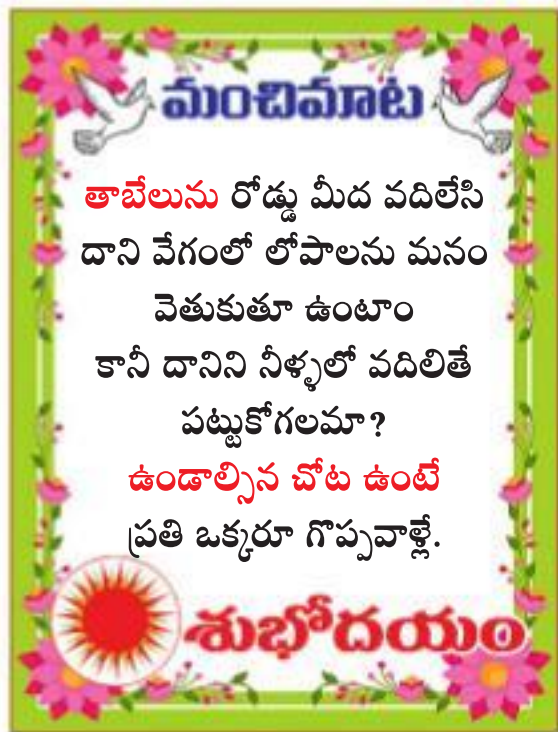 మంచిమాట
తాబేలును రోడ్డు మీద వదిలేసి
దాని వేగంలో లోపాలను మనం
వెతుకుతూ ఉంటాం
కానీ దానిని నీళ్ళలో వదిలితే
పట్టుకోగలమా?
ఉండాల్సిన చోట ఉంటే
ప్రతి ఒక్కరూ గొప్పవాళ్లే.
శుభోదయం